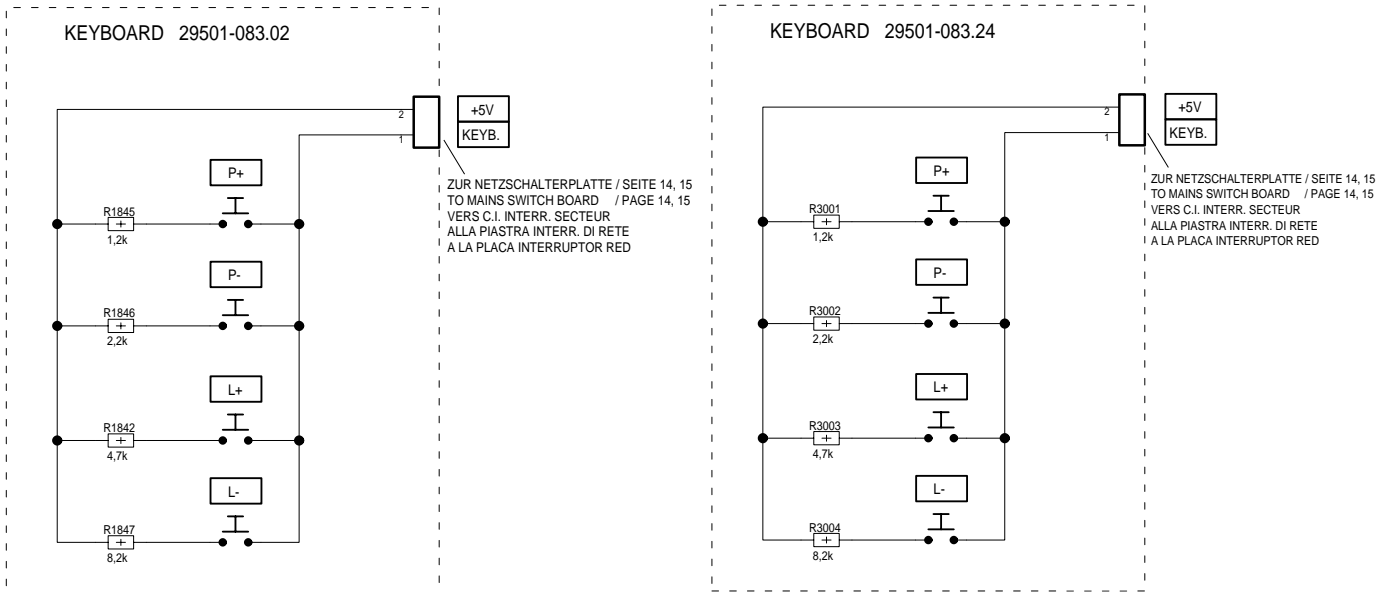 KEYBOARD 29501-083.02
2
+5V
1
KEYB.
ZUR NETZSCHALTERPLATTE / SEITE 14, 15
TO MAINS SWITCH BOARD / PAGE 14, 15
VERS C.I. INTERR. SECTEUR
ALLA PIASTRA INTERR. DI RETE
A LA PLACA INTERRUPTOR RED
P+
R1845
1,2k
P-
R1846
2,2k
L+
R1842
4,7k
L-
R1847
8,2k
KEYBOARD 29501-083.24
2
+5V
1
KEYB.
ZUR NETZSCHALTERPLATTE / SEITE 14, 15
TO MAINS SWITCH BOARD / PAGE 14, 15
VERS C.I. INTERR. SECTEUR
ALLA PIASTRA INTERR. DI RETE
A LA PLACA INTERRUPTOR RED
P+
R3001
1,2k
P-
R3002
2,2k
L+
R3003
4,7k
L-
R3004
8,2k